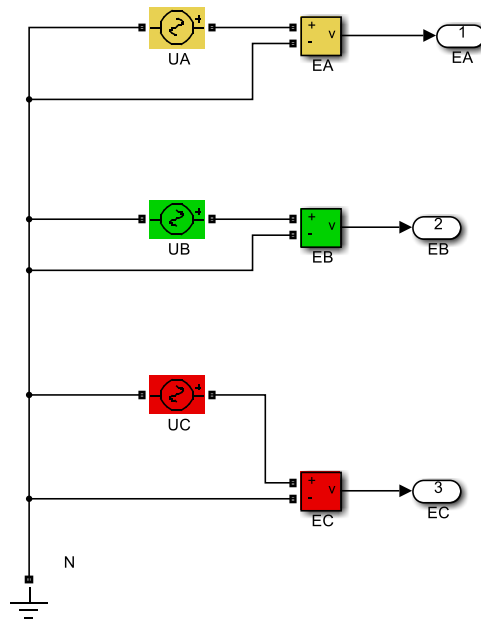 +
+
-
v
1
UA
EA
EA
+
+
-
v
2
UB
EB
EB
+
UC
+
-
v
3
EC
EC
N